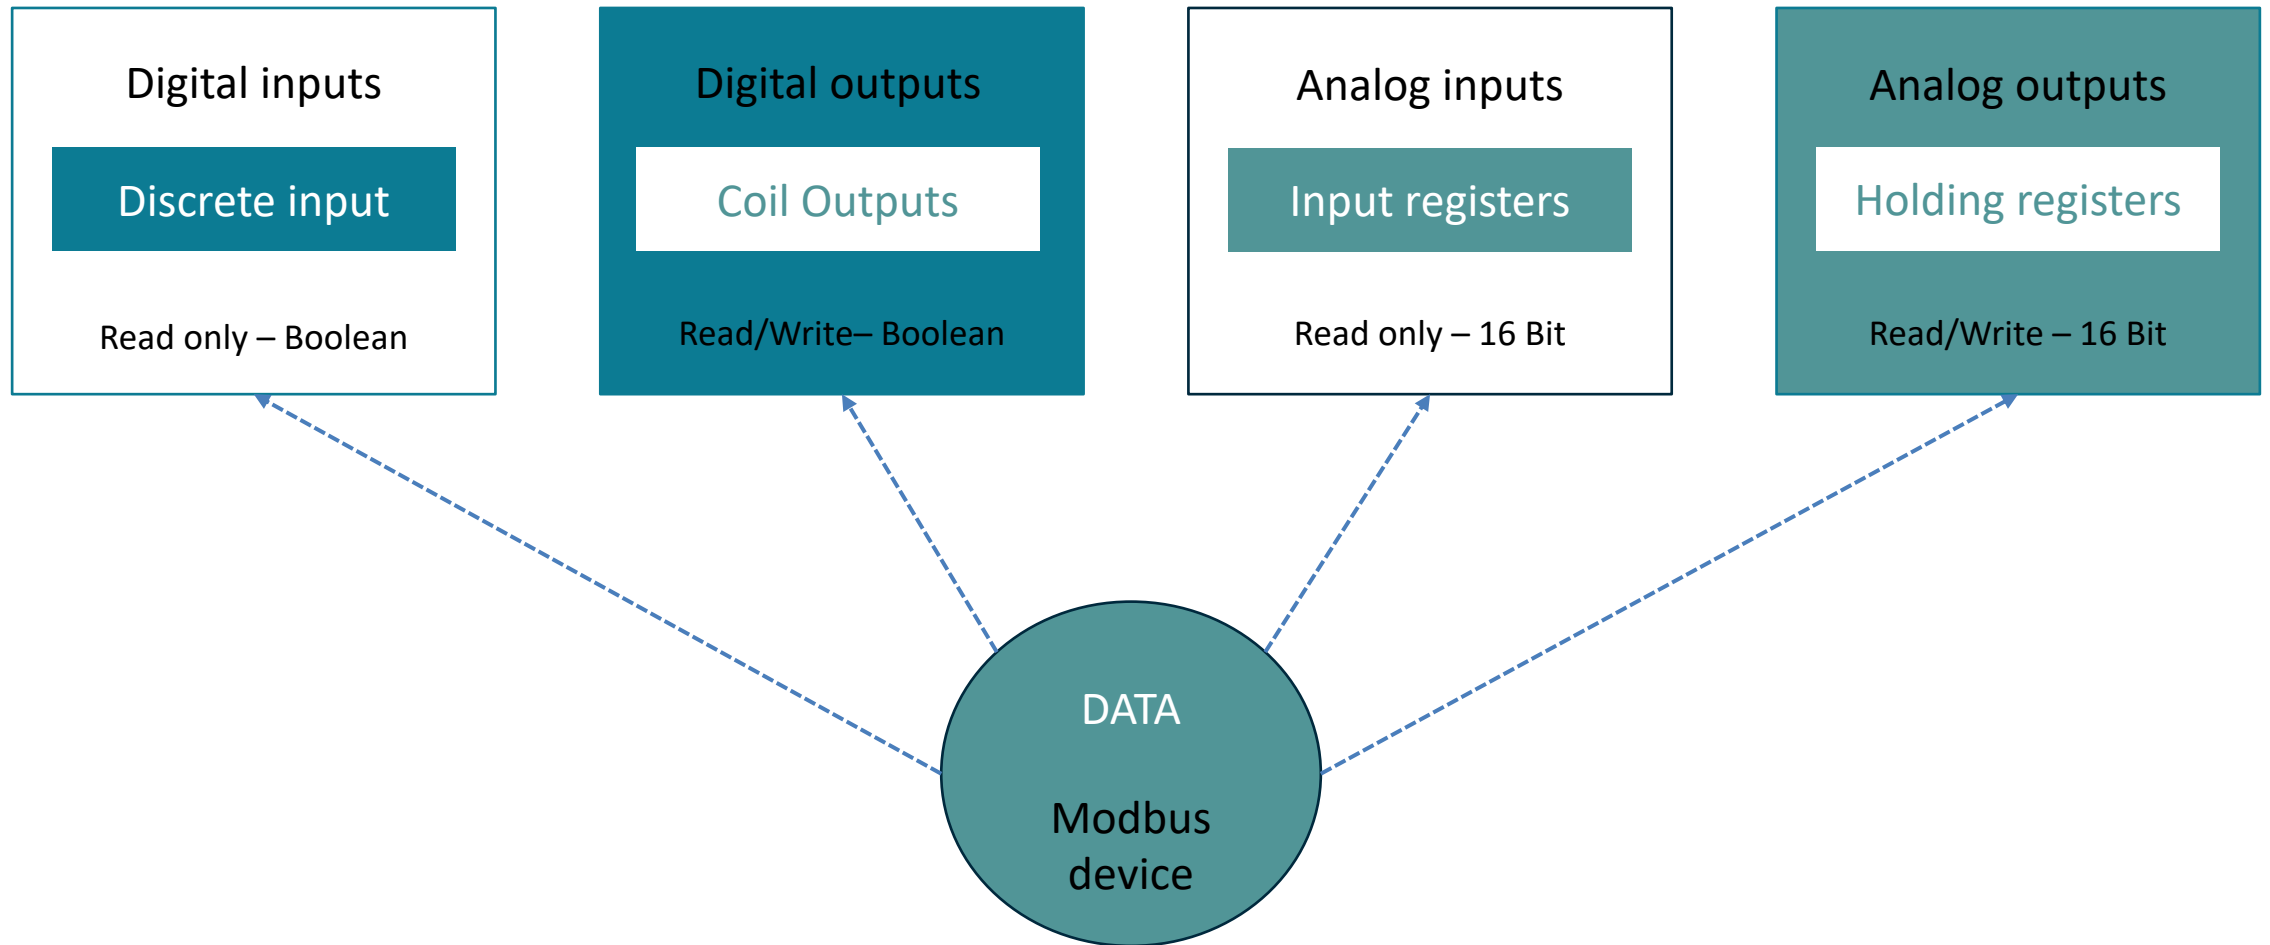 Digital inputs
Discrete input
Read only – Boolean
Digital outputs
Coil Outputs
Read/Write– Boolean
Analog inputs
Input registers
Read only – 16 Bit
Analog outputs
Holding registers
Read/Write – 16 Bit
DATA
Modbus
device